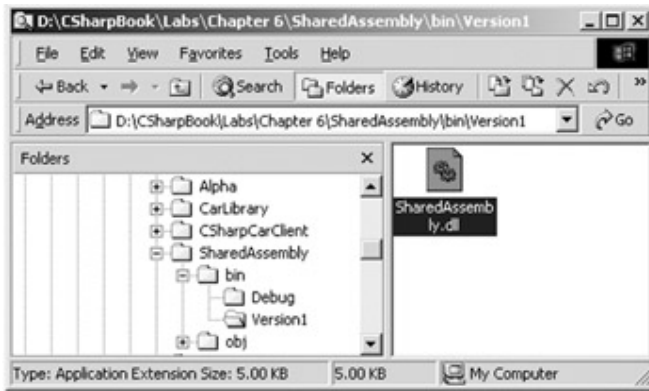 D:\CSharpBook\Labs\Chapter 6\SharedAssembly\bin\Version1
File Edit View Favorites Tools Help
Back Search Folders History »
Address D:\CSharpBook\Labs\Chapter 6\SharedAssembly\bin\Version1 Go
Folders
Alpha
CarLibrary
CSharpCarClient
SharedAssembly
bin
Debug
Version1
obj
SharedAssemb
ly.dll
Type: Application Extension Size: 5.00 KB 5.00 KB My Computer